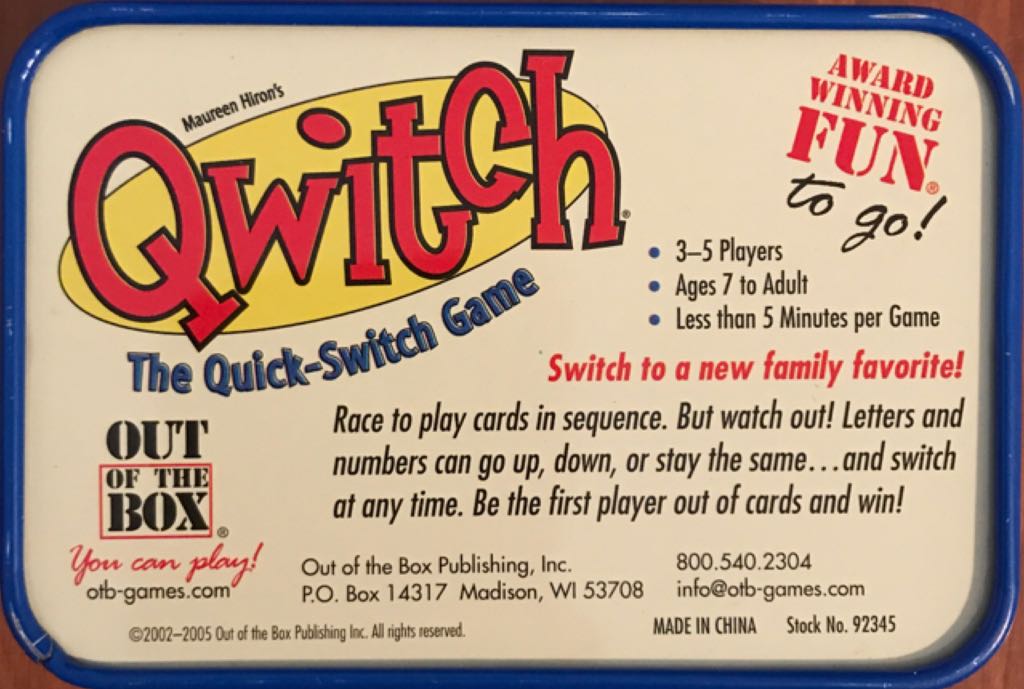 Maureen Hiron's
Qwitch®
The Quick-Switch Game
AWARD
WINNING
FUN®
to go!
• 3–5 Players
• Ages 7 to Adult
• Less than 5 Minutes per Game
Switch to a new family favorite!
Race to play cards in sequence. But watch out! Letters and
numbers can go up, down, or stay the same...and switch
at any time. Be the first player out of cards and win!
OUT
OF THE
BOX®
You can play!
otb-games.com
Out of the Box Publishing, Inc.
P.O. Box 14317 Madison, WI 53708
800.540.2304
info@otb-games.com
©2002–2005 Out of the Box Publishing Inc. All rights reserved.
MADE IN CHINA Stock No. 92345